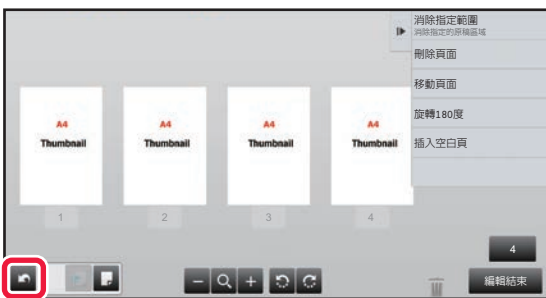 消除指定範圍
消除指定的原稿區域
刪除頁面
移動頁面
旋轉180度
插入空白頁
A4
Thumbnail
A4
Thumbnail
A4
Thumbnail
A4
Thumbnail
1
2
3
4
4
編輯結束